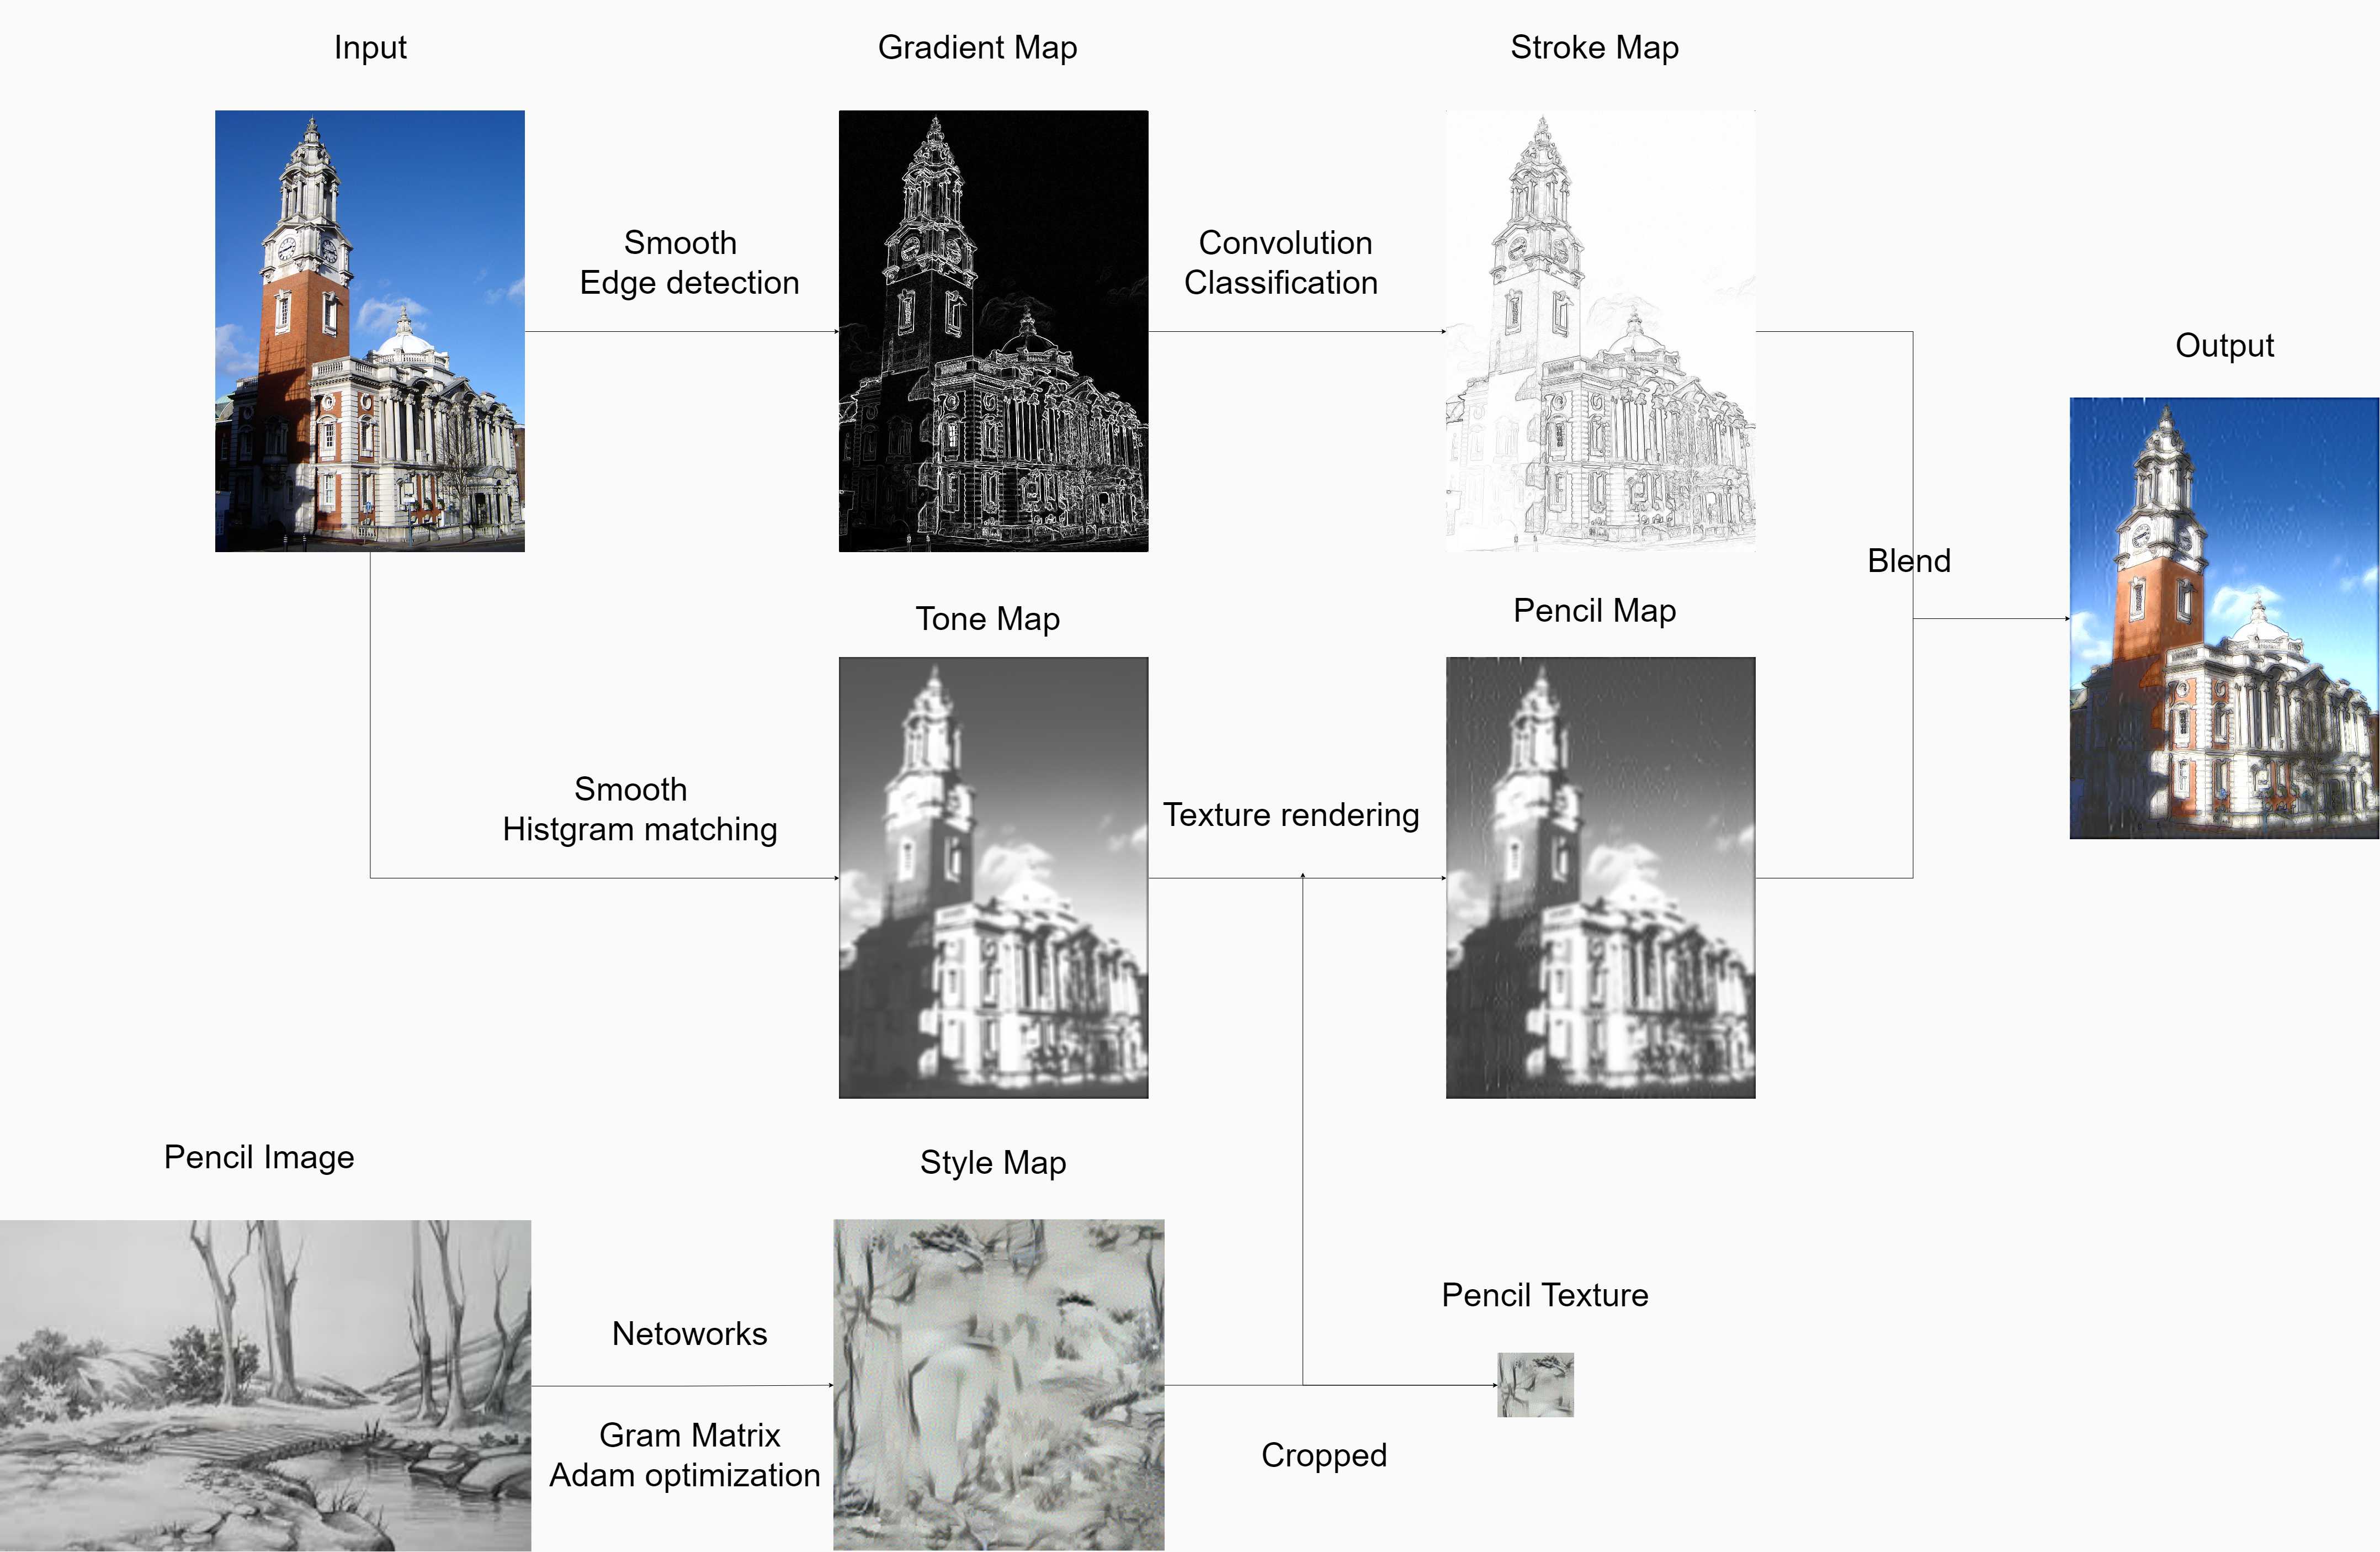 Input
Gradient Map
Stroke Map
Smooth
Edge detection
Convolution
Classification
Output
Blend
Tone Map
Pencil Map
Smooth
Histgram matching
Texture rendering
Pencil Image
Style Map
Pencil Texture
Netoworks
Gram Matrix
Adam optimization
Cropped